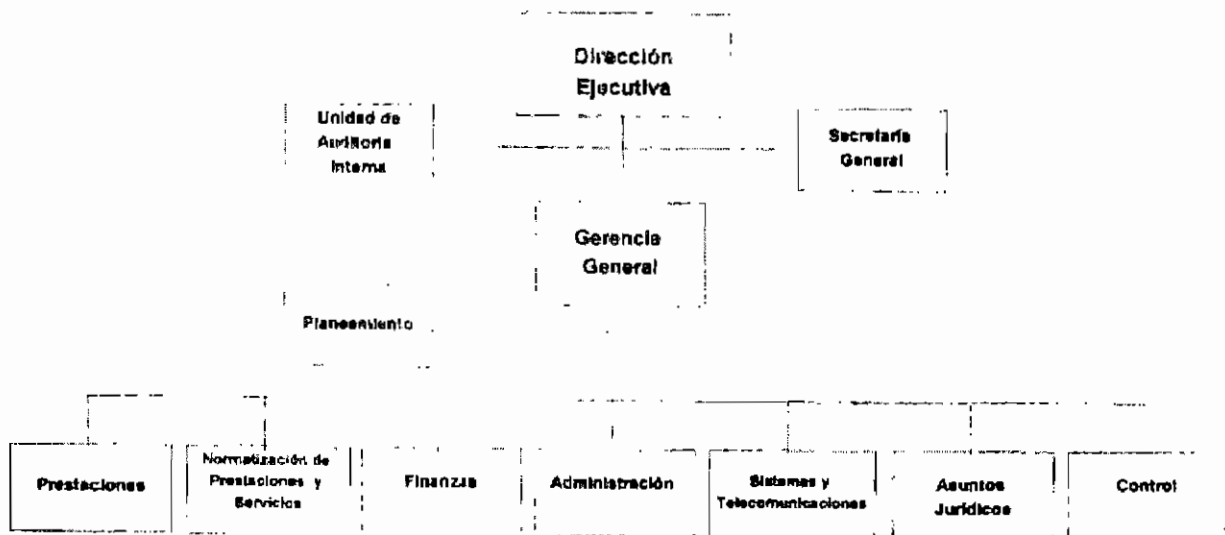 Dirección
Ejecutiva
Unidad de
Auditoria
Interna
Secretaría
General
Gerencia
General
Planeamiento
Prestaciones
Normatización de
Prestaciones y
Servicios
Finanzas
Administración
Sistemas y
Telecomunicaciones
Asuntos
Jurídicos
Control